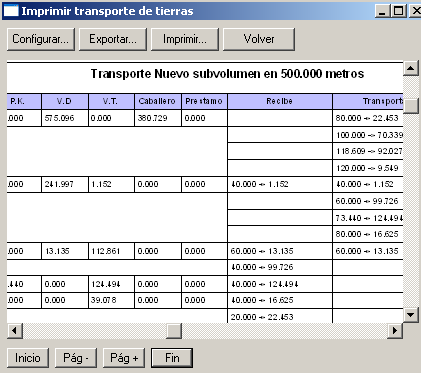 Imprimir transporte de tierras
Configurar... Exportar... Imprimir... Volver
Transporte Nuevo subvolumen en 500.000 metros
P.K. V.D V.T. Caballero Prestamo Recibe Transporta
.000 575.096 0.000 380.729 0.000 80.000 <- 22.453
100.000 <- 70.339
118.609 <- 92.027
120.000 <- 9.549
.000 241.997 1.152 0.000 0.000 40.000 <- 1.152 40.000 <- 1.152
60.000 <- 99.726
73.440 <- 124.494
80.000 <- 16.625
.000 13.135 112.861 0.000 0.000 60.000 <- 13.135 60.000 <- 13.135
40.000 <- 99.726
.440 0.000 124.494 0.000 0.000 40.000 <- 124.494
.000 0.000 39.078 0.000 0.000 40.000 <- 16.625
20.000 <- 22.453
Inicio Pág - Pág + Fin